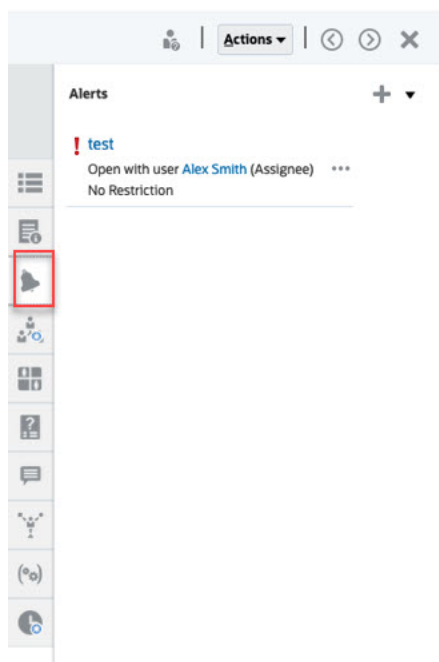 Actions
Alerts
test
Open with user Alex Smith (Assignee)
No Restriction